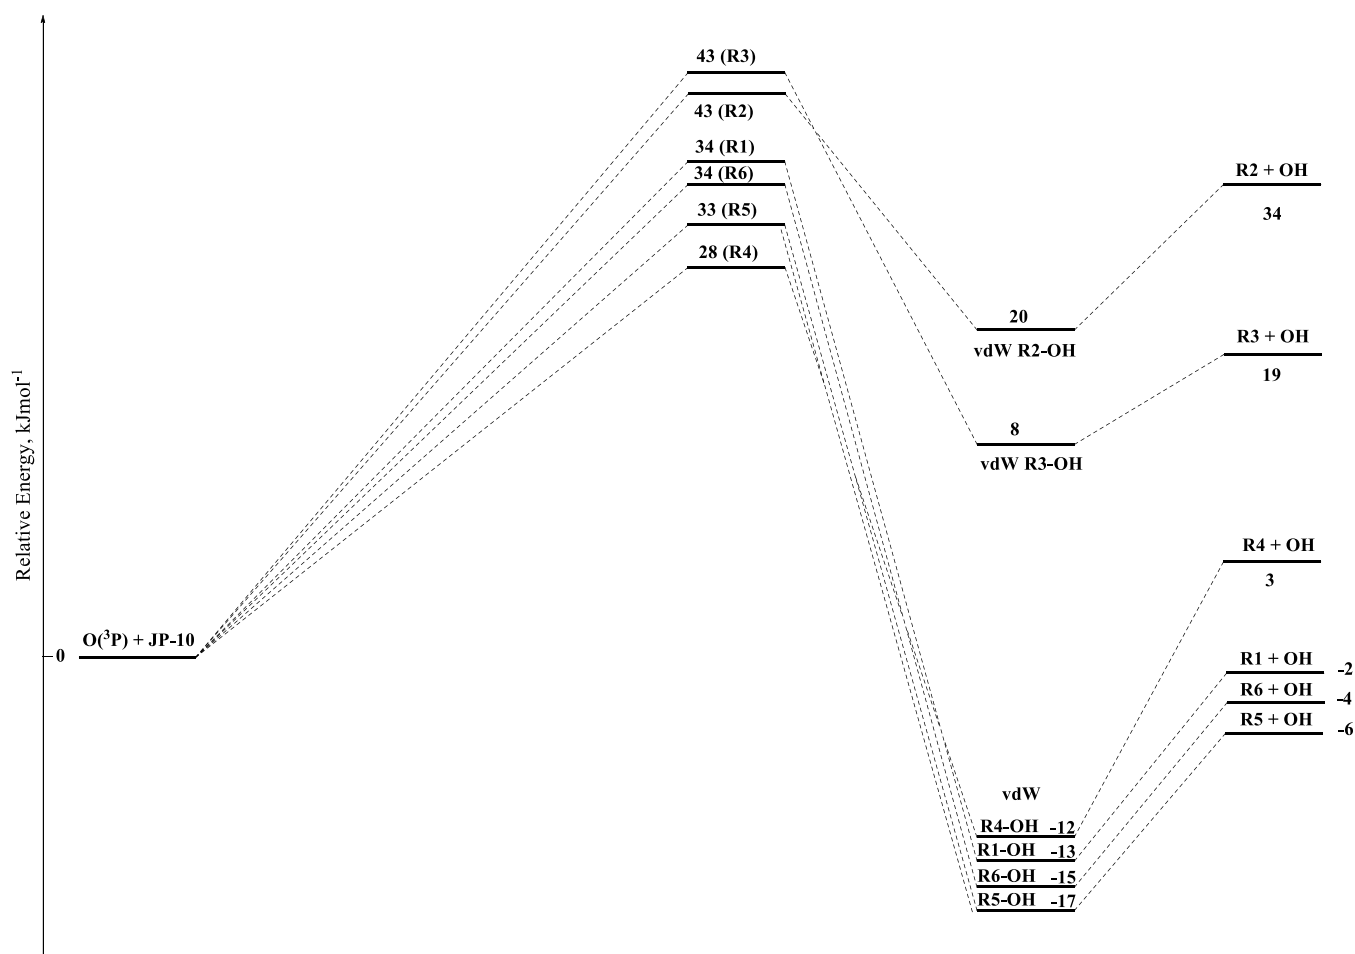 43 (R3)
43 (R2)
34 (R1)
34 (R6)
33 (R5)
28 (R4)
R2 + OH
34
20
vdW R2-OH
R3 + OH
19
8
vdW R3-OH
Relative Energy, kJmol⁻¹
R4 + OH
3
O(³P) + JP-10
0
R1 + OH -2
R6 + OH -4
R5 + OH -6
vdW
R4-OH -12
R1-OH -13
R6-OH -15
R5-OH -17